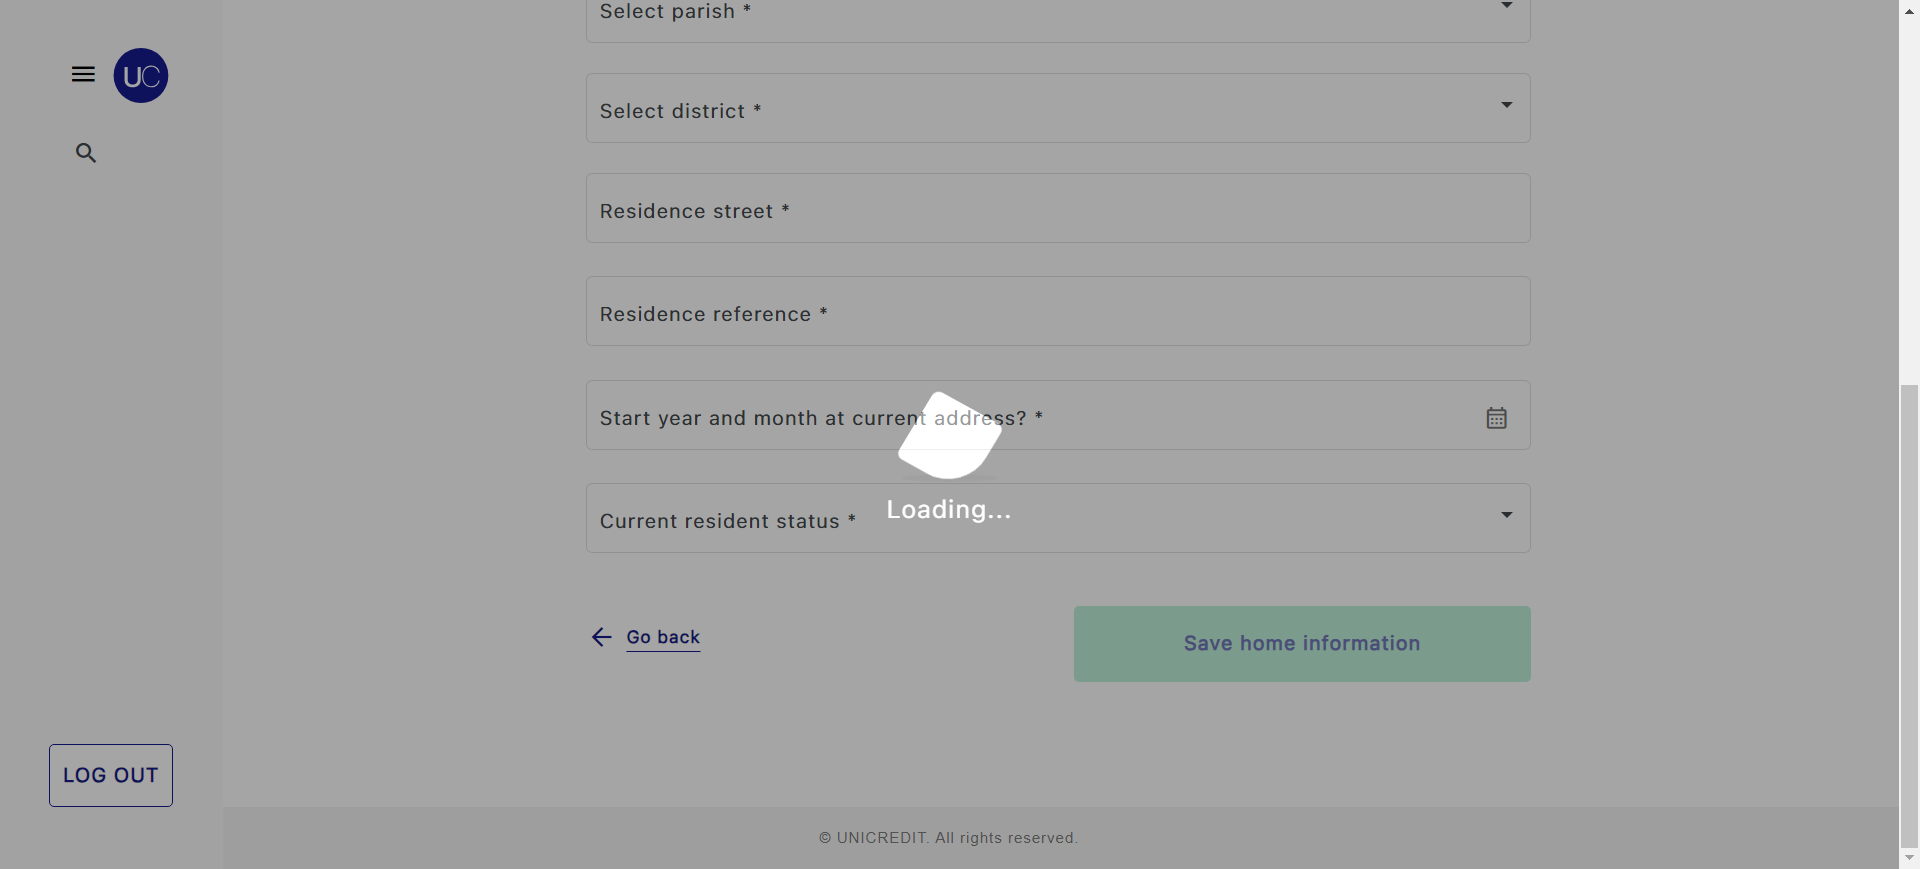 Select parish *
UC
Select district *
Residence street *
Residence reference *
Start year and month at current address? *
Loading...
Current resident status *
Go back
Save home information
LOG OUT
© UNICREDIT. All rights reserved.